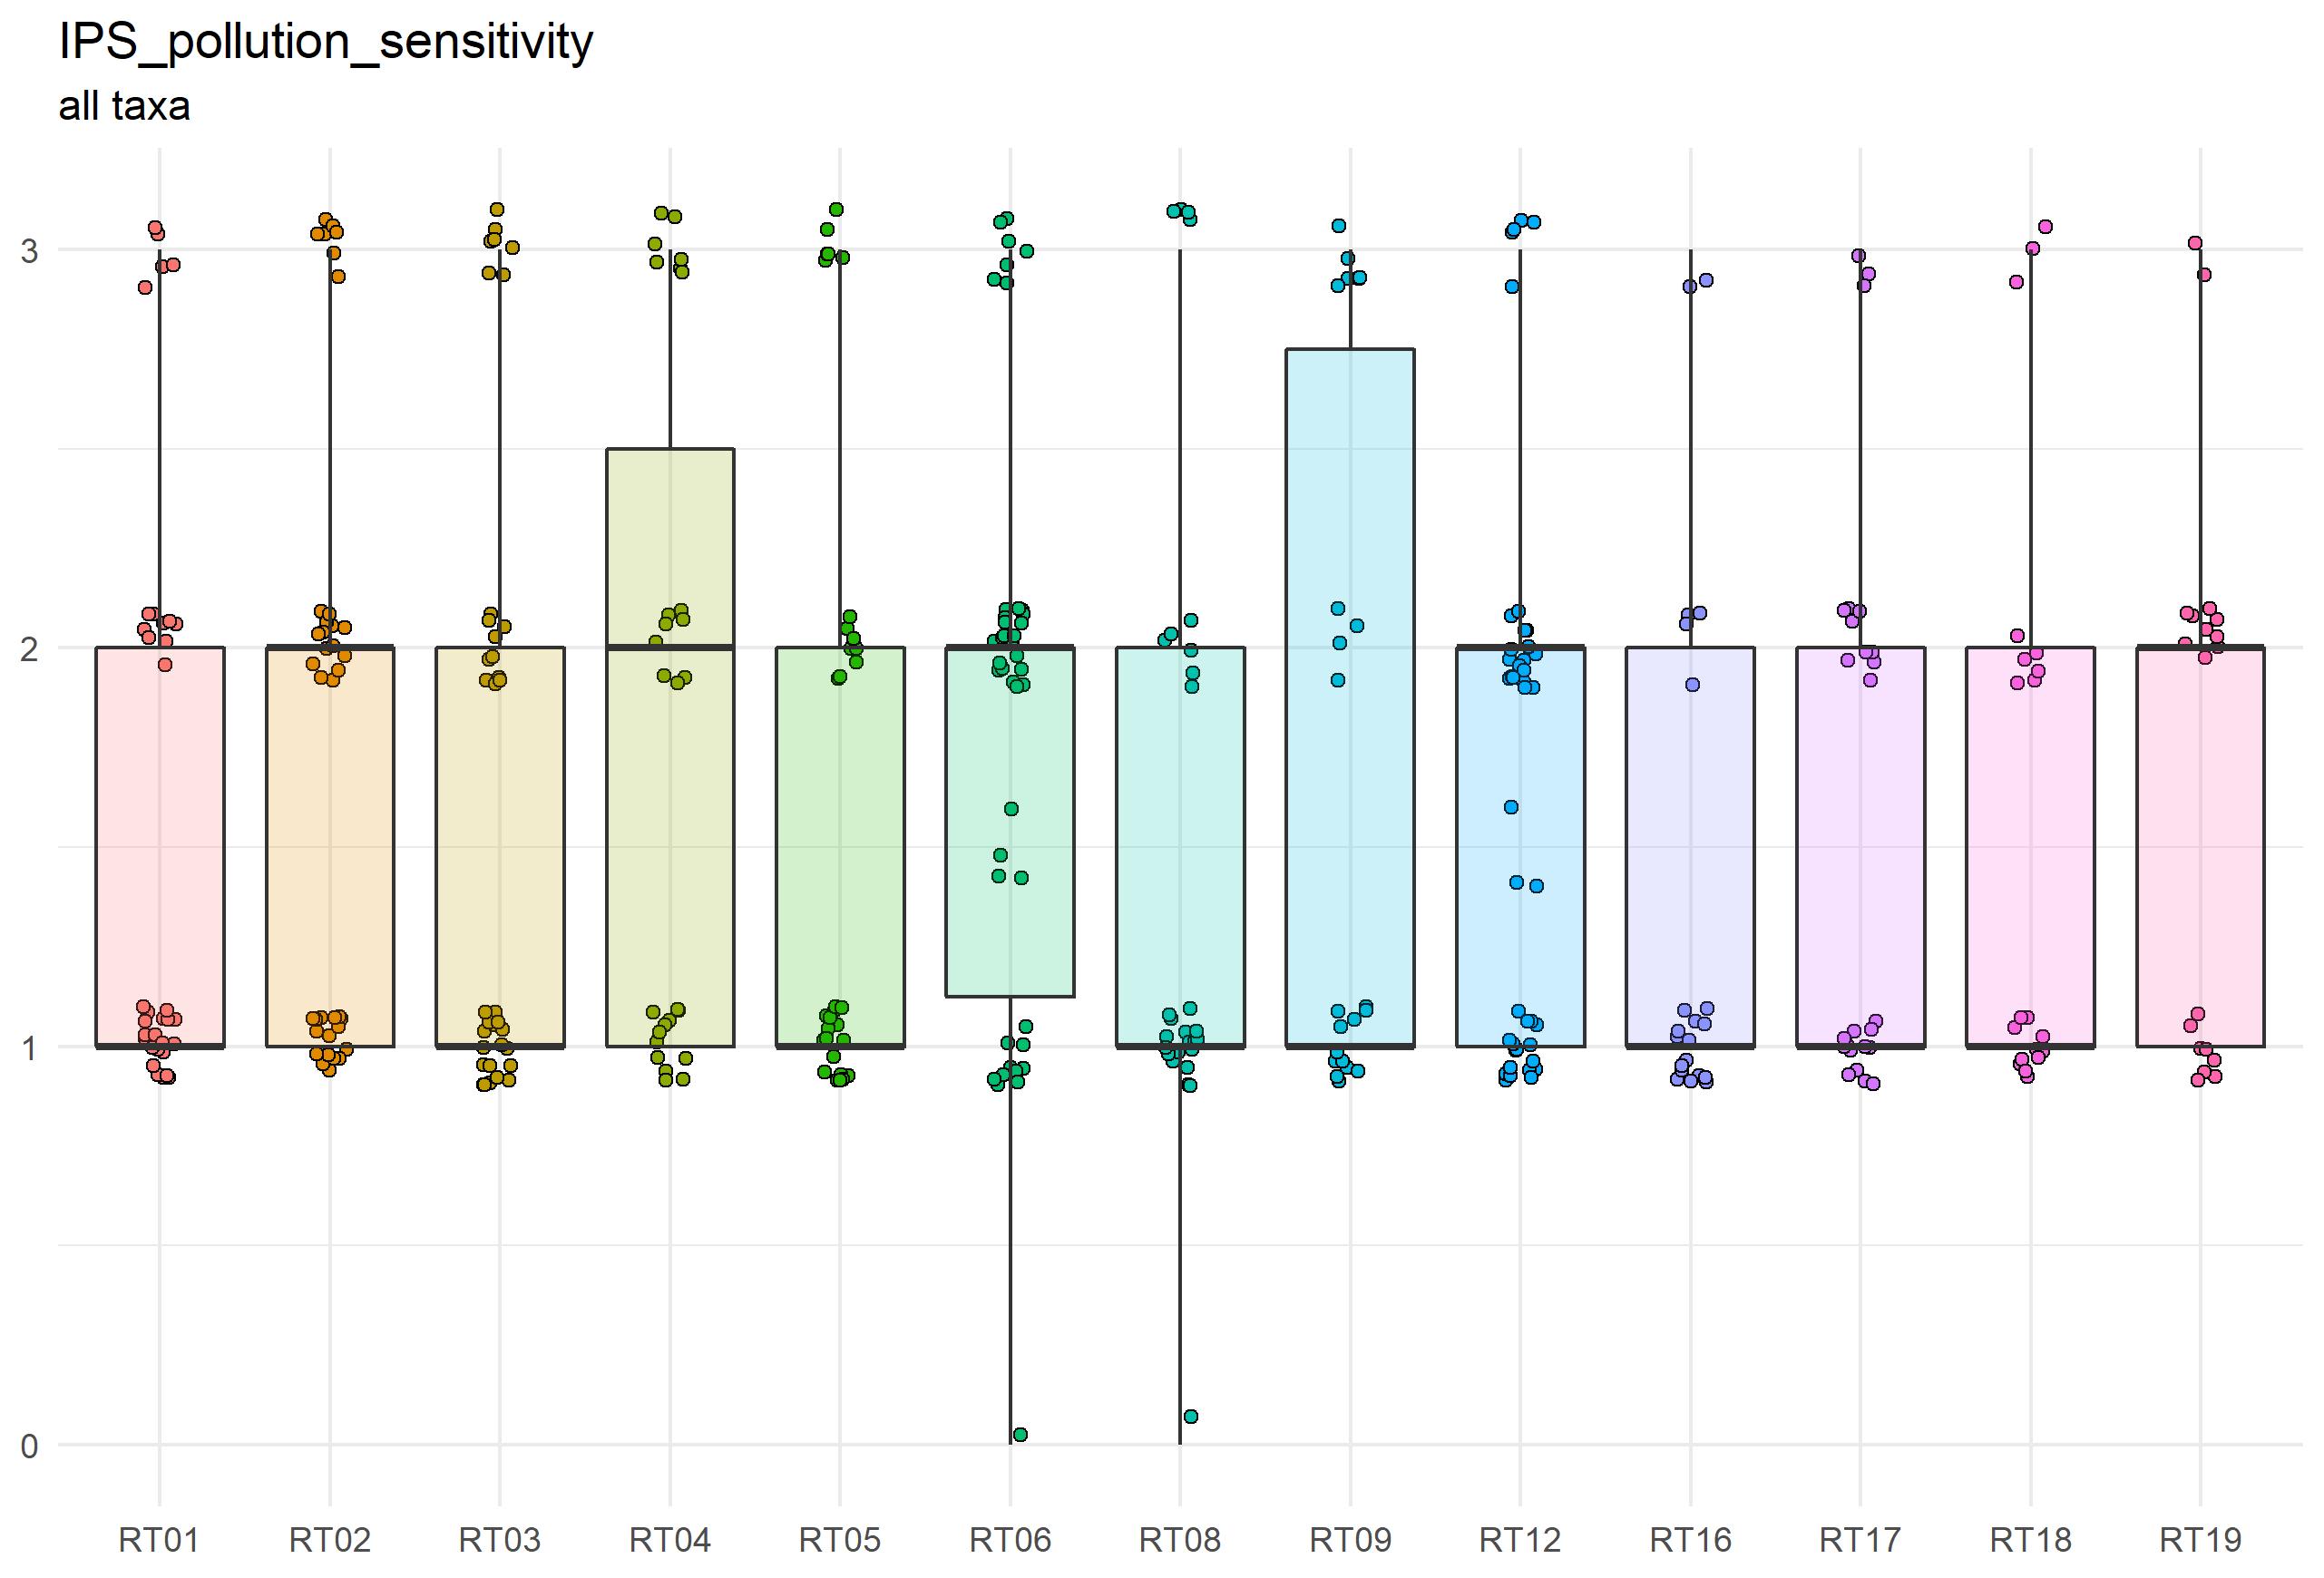 IPS_pollution_sensitivity
all taxa
3
2
1
0
RT01 RT02 RT03 RT04 RT05 RT06 RT08 RT09 RT12 RT16 RT17 RT18 RT19